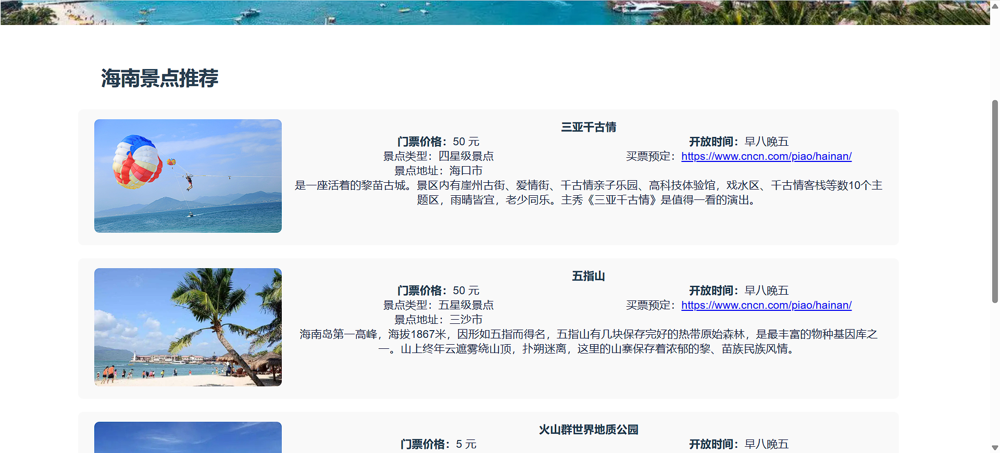 海南景点推荐
三亚千古情
门票价格：50 元
开放时间：早八晚五
景点类型：四星级景点
买票预定：https://www.cncn.com/piao/hainan/
景点地址：海口市
是一座活着的黎苗古城。景区内有崖州古街、爱情街、千古情亲子乐园、高科技体验馆，戏水区、千古情客栈等数10个主
题区，雨晴皆宜，老少同乐。主秀《三亚千古情》是值得一看的演出。
五指山
门票价格：50 元
开放时间：早八晚五
景点类型：五星级景点
买票预定：https://www.cncn.com/piao/hainan/
景点地址：三沙市
海南岛第一高峰，海拔1867米，因形如五指而得名，五指山有几块保存完好的热带原始森林，是最丰富的物种基因库之
一。山上终年云遮雾绕山顶，扑朔迷离，这里的山寨保存着浓郁的黎、苗族民族风情。
火山群世界地质公园
门票价格：5 元
开放时间：早八晚五